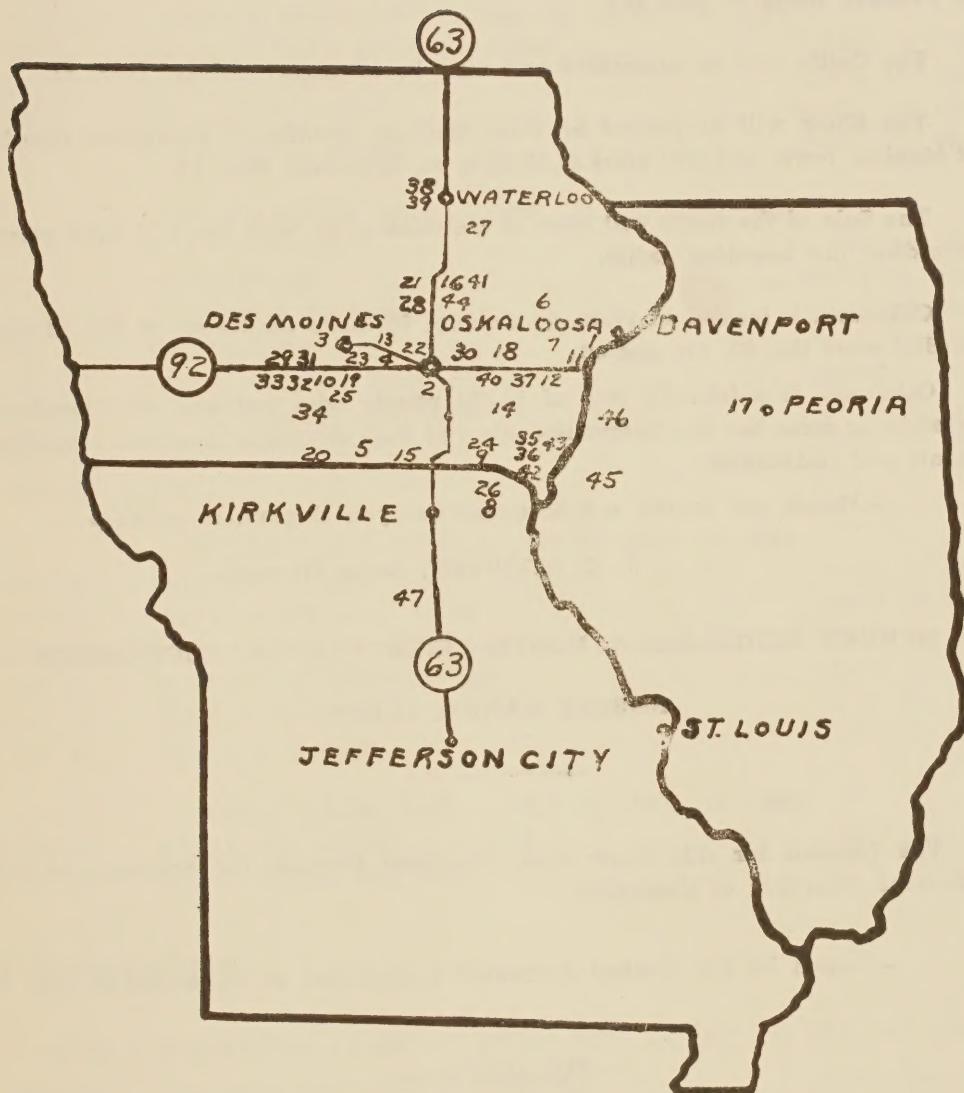 63
38
39 WATERLOO
27
21 16 41
28 44 6
DES MOINES OSKALOOSA DAVENPORT
3 13 22 30 18 7 1
92 29 31 23 4 11
33 32 10 19 2 40 37 12
25
34 14 46 17 PEORIA
35 43
20 5 15 24 9 36
42 45
26
KIRKVILLE 8
47
63
ST. LOUIS
JEFFERSON CITY